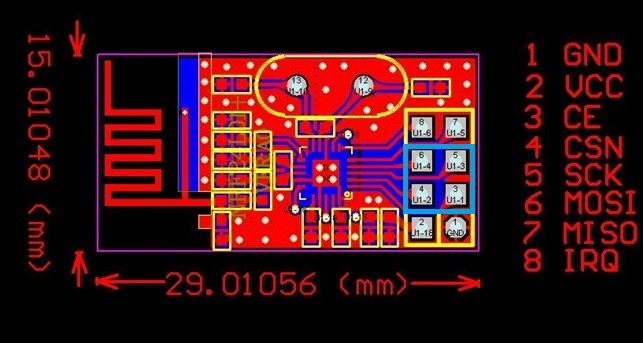 15.01048 (mm)
29.01056 (mm)
1 GND
2 VCC
3 CE
4 CSN
5 SCK
6 MOSI
7 MISO
8 IRQ
13
12
U1-9
8
U1-6
7
U1-5
6
U1-4
5
U1-3
4
U1-2
3
U1-1
2
U1-18
1
GND